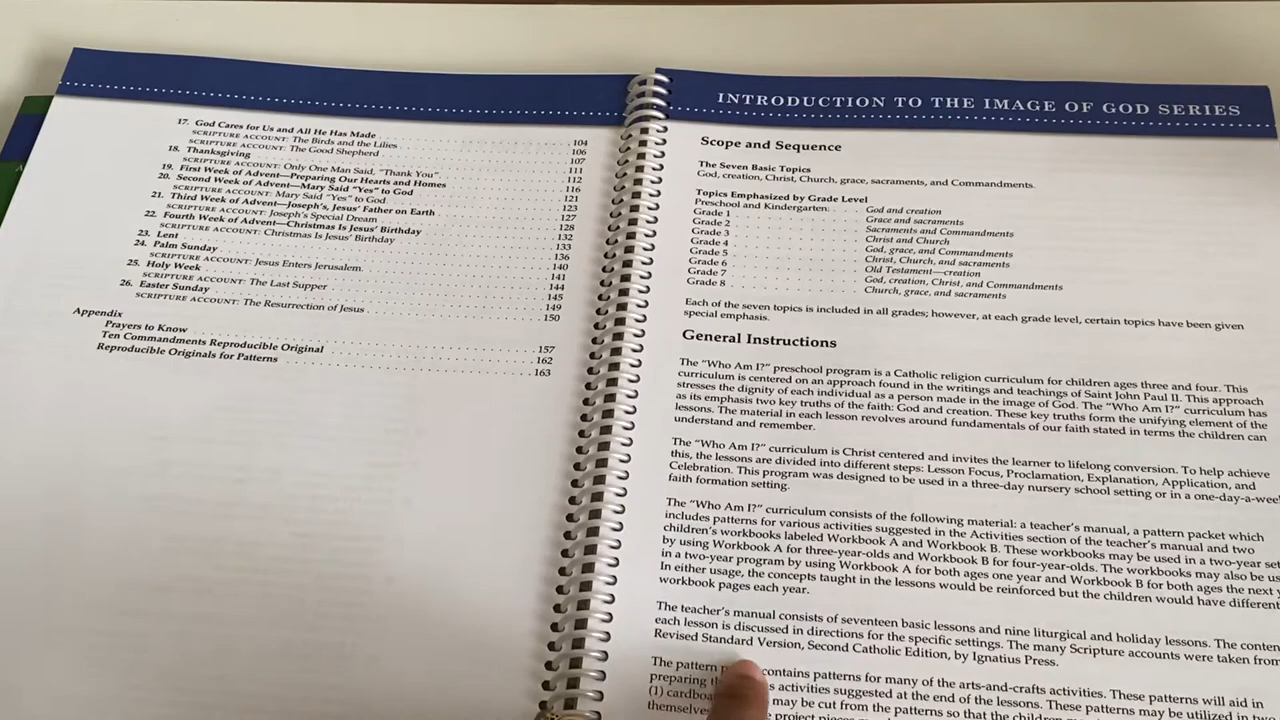 17. God Cares for Us and All He Has Made
SCRIPTURE ACCOUNT: The Birds and the Lilies . . . 104
SCRIPTURE ACCOUNT: The Good Shepherd . . . 106
18. Thanksgiving . . . 107
SCRIPTURE ACCOUNT: Only One Man Said, "Thank You". . . . 111
19. First Week of Advent—Preparing Our Hearts and Homes . . . 112
20. Second Week of Advent—Mary Said "Yes" to God . . . 116
SCRIPTURE ACCOUNT: Mary Said "Yes" to God . . . 121
21. Third Week of Advent—Joseph's, Jesus' Father on Earth . . . 123
SCRIPTURE ACCOUNT: Joseph's Special Dream . . . 127
22. Fourth Week of Advent—Christmas Is Jesus' Birthday . . . 128
SCRIPTURE ACCOUNT: Christmas Is Jesus' Birthday . . . 132
23. Lent . . . 133
24. Palm Sunday . . . 136
SCRIPTURE ACCOUNT: Jesus Enters Jerusalem. . . . 140
25. Holy Week . . . 141
SCRIPTURE ACCOUNT: The Last Supper . . . 144
26. Easter Sunday . . . 145
SCRIPTURE ACCOUNT: The Resurrection of Jesus . . . 149
150
Appendix
Prayers to Know . . . 157
Ten Commandments Reproducible Original . . . 162
Reproducible Originals for Patterns . . . 163
INTRODUCTION TO THE IMAGE OF GOD SERIES
Scope and Sequence
The Seven Basic Topics
God, creation, Christ, Church, grace, sacraments, and Commandments.
Topics Emphasized by Grade Level
Preschool and Kindergarten: . . . God and creation
Grade 1 . . . Grace and sacraments
Grade 2 . . . Sacraments and Commandments
Grade 3 . . . Christ and Church
Grade 4 . . . God, grace, and Commandments
Grade 5 . . . Christ, Church, and sacraments
Grade 6 . . . Old Testament—creation
Grade 7 . . . God, creation, Christ, and Commandments
Grade 8 . . . Church, grace, and sacraments
Each of the seven topics is included in all grades; however, at each grade level, certain topics have been given
special emphasis.
General Instructions
The "Who Am I?" preschool program is a Catholic religion curriculum for children ages three and four. This
curriculum is centered on an approach found in the writings and teachings of Saint John Paul II. This approach
stresses the dignity of each individual as a person made in the image of God. The "Who Am I?" curriculum has
as its emphasis two key truths of the faith: God and creation. These key truths form the unifying element of the
lessons. The material in each lesson revolves around fundamentals of our faith stated in terms the children can
understand and remember.
The "Who Am I?" curriculum is Christ centered and invites the learner to lifelong conversion. To help achieve
this, the lessons are divided into different steps: Lesson Focus, Proclamation, Explanation, Application, and
Celebration. This program was designed to be used in a three-day nursery school setting or in a one-day-a-week
faith formation setting.
The "Who Am I?" curriculum consists of the following material: a teacher's manual, a pattern packet which
includes patterns for various activities suggested in the Activities section of the teacher's manual and two
children's workbooks labeled Workbook A and Workbook B. These workbooks may be used in a two-year set
by using Workbook A for three-year-olds and Workbook B for four-year-olds. The workbooks may also be us
in a two-year program by using Workbook A for both ages one year and Workbook B for both ages the next y
In either usage, the concepts taught in the lessons would be reinforced but the children would have different
workbook pages each year.
The teacher's manual consists of seventeen basic lessons and nine liturgical and holiday lessons. The conten
each lesson is discussed in directions for the specific settings. The many Scripture accounts were taken from
Revised Standard Version, Second Catholic Edition, by Ignatius Press.
The pattern contains patterns for many of the arts-and-crafts activities. These patterns will aid in
preparing activities suggested at the end of the lessons. These patterns may be utilized in
(1) may be cut from the patterns so that the children
themselves project pieces